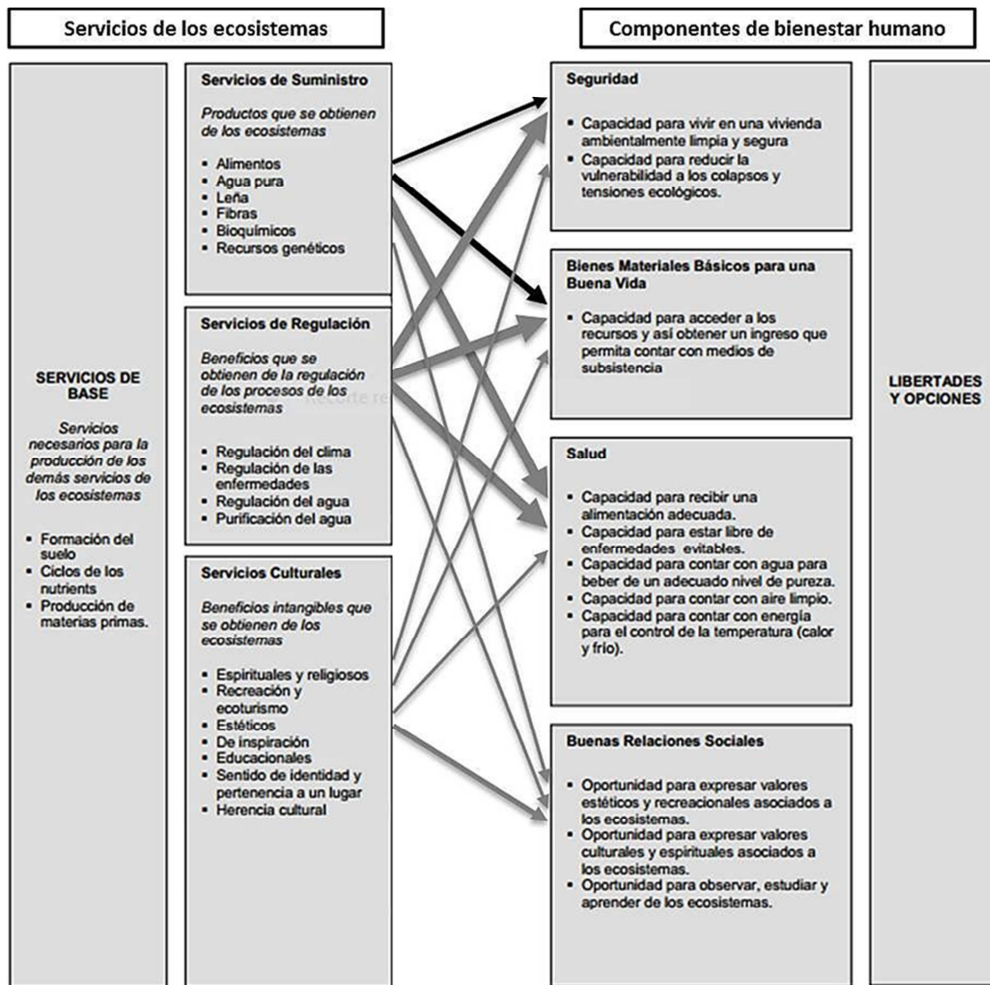 Servicios de los ecosistemas
Componentes de bienestar humano
SERVICIOS DE
BASE
Servicios
necesarios para la
producción de los
demás servicios de
los ecosistemas
▪ Formación del
suelo
▪ Ciclos de los
nutrients
▪ Producción de
materias primas.
Servicios de Suministro
Productos que se obtienen
de los ecosistemas
▪ Alimentos
▪ Agua pura
▪ Leña
▪ Fibras
▪ Bioquímicos
▪ Recursos genéticos
Servicios de Regulación
Beneficios que se
obtienen de la regulación
de los procesos de los
ecosistemas
▪ Regulación del clima
▪ Regulación de las
enfermedades
▪ Regulación del agua
▪ Purificación del agua
Servicios Culturales
Beneficios intangibles que
se obtienen de los
ecosistemas
▪ Espirituales y religiosos
▪ Recreación y
ecoturismo
▪ Estéticos
▪ De inspiración
▪ Educacionales
▪ Sentido de identidad y
pertenencia a un lugar
▪ Herencia cultural
Seguridad
▪ Capacidad para vivir en una vivienda
ambientalmente limpia y segura
▪ Capacidad para reducir la
vulnerabilidad a los colapsos y
tensiones ecológicos.
Bienes Materiales Básicos para una
Buena Vida
▪ Capacidad para acceder a los
recursos y así obtener un ingreso que
permita contar con medios de
subsistencia
Salud
▪ Capacidad para recibir una
alimentación adecuada.
▪ Capacidad para estar libre de
enfermedades evitables.
▪ Capacidad para contar con agua para
beber de un adecuado nivel de pureza.
▪ Capacidad para contar con aire limpio.
▪ Capacidad para contar con energía
para el control de la temperatura (calor
y frío).
Buenas Relaciones Sociales
▪ Oportunidad para expresar valores
estéticos y recreacionales asociados a
los ecosistemas.
▪ Oportunidad para expresar valores
culturales y espirituales asociados a
los ecosistemas.
▪ Oportunidad para observar, estudiar y
aprender de los ecosistemas.
LIBERTADES
Y OPCIONES